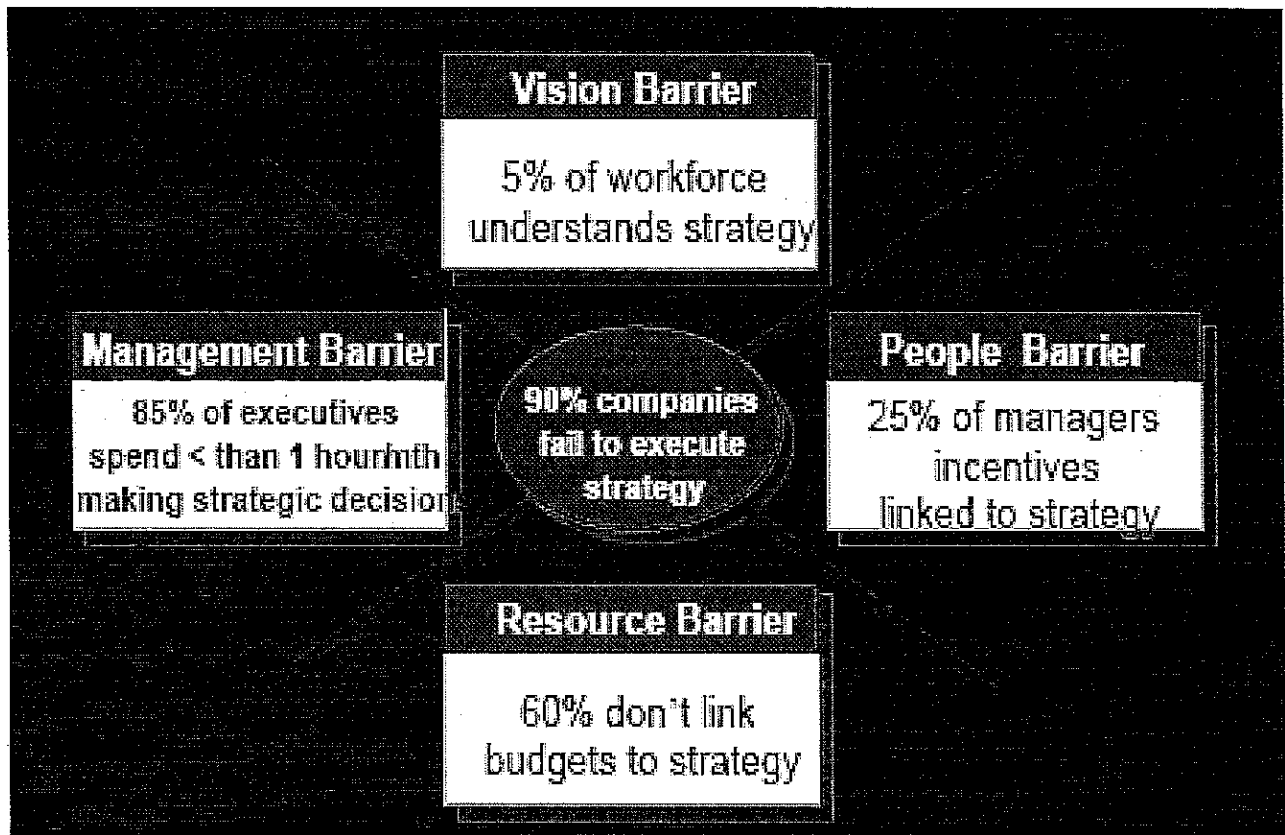 Vision Barrier
5% of workforce
understands strategy
Management Barrier
85% of executives
spend < than 1 hour/mth
making strategic decision
90% companies
fail to execute
strategy
People Barrier
25% of managers
incentives
linked to strategy
Resource Barrier
60% don't link
budgets to strategy